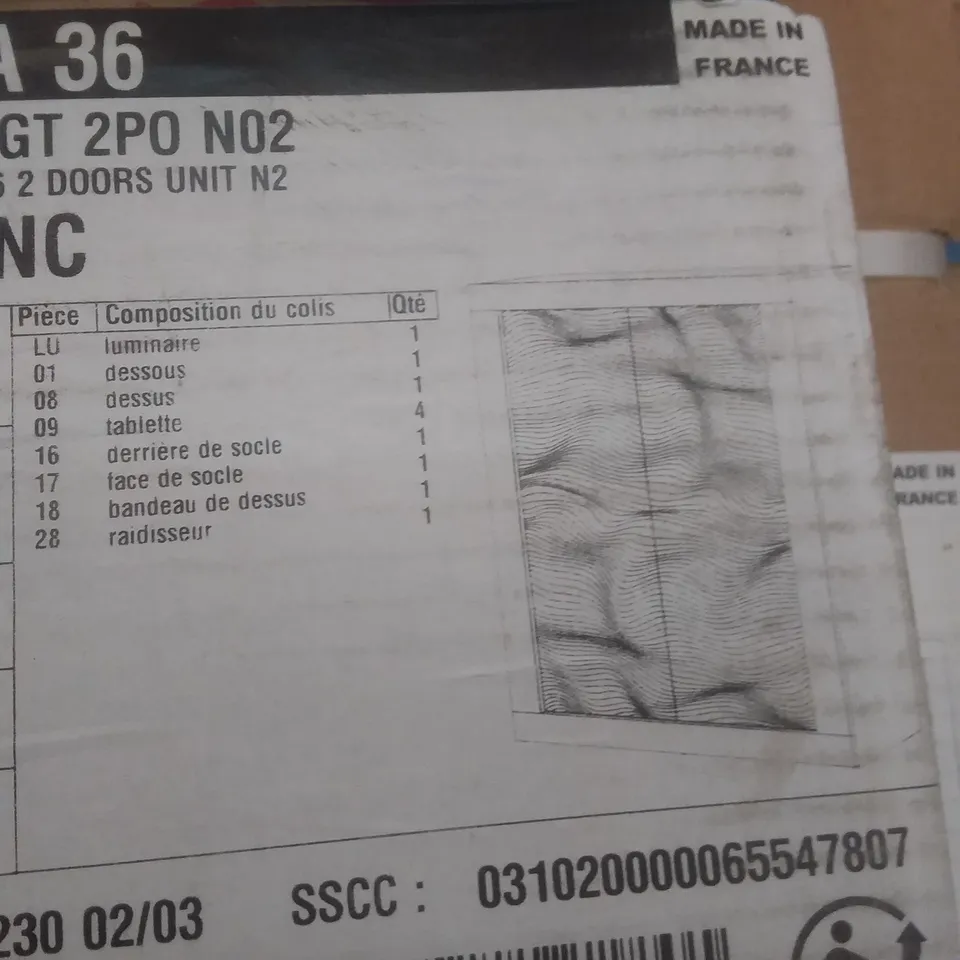 A 36
MADE IN
FRANCE
GT 2PO N02
2 DOORS UNIT N2
NC
Pièce Composition du colis Qté
LU luminaire 1
01 dessous 1
08 dessus 1
09 tablette 4
16 derrière de socle 1
17 face de socle 1
18 bandeau de dessus 1
28 raidisseur 1
ADE IN
RANCE
230 02/03 SSCC : 031020000065547807